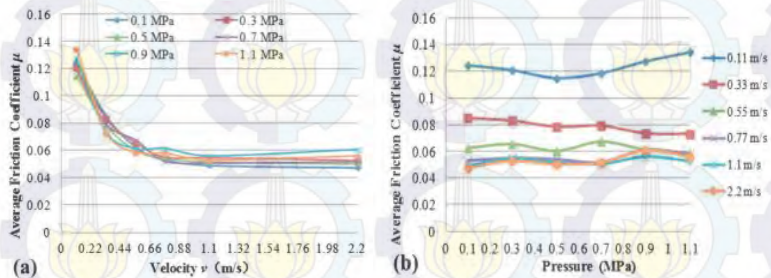 0.16
0.14
0.12
0.1
0.08
0.06
0.04
0.02
0
Average Friction Coefficient μ
0.1 MPa 0.3 MPa
0.5 MPa 0.7 MPa
0.9 MPa 1.1 MPa
0 0.22 0.44 0.66 0.88 1.1 1.32 1.54 1.76 1.98 2.2
(a) Velocity v (m/s)
0.16
0.14
0.12
0.1
0.08
0.06
0.04
0.02
0
Average Friction Coefficient μ
0.11 m/s
0.33 m/s
0.55 m/s
0.77 m/s
1.1 m/s
2.2 m/s
0.1 0.2 0.3 0.4 0.5 0.6 0.7 0.8 0.9 1 1.1
(b) Pressure (MPa)